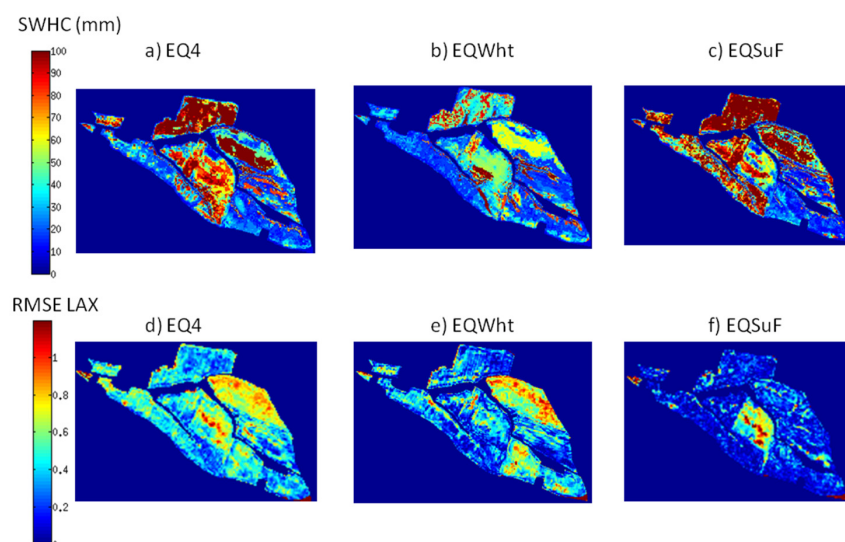 SWHC (mm)
a) EQ4
b) EQWht
c) EQSuF
100
90
80
70
60
50
40
30
20
10
0
RMSE LAX
d) EQ4
e) EQWht
f) EQSuF
1
0.8
0.6
0.4
0.2